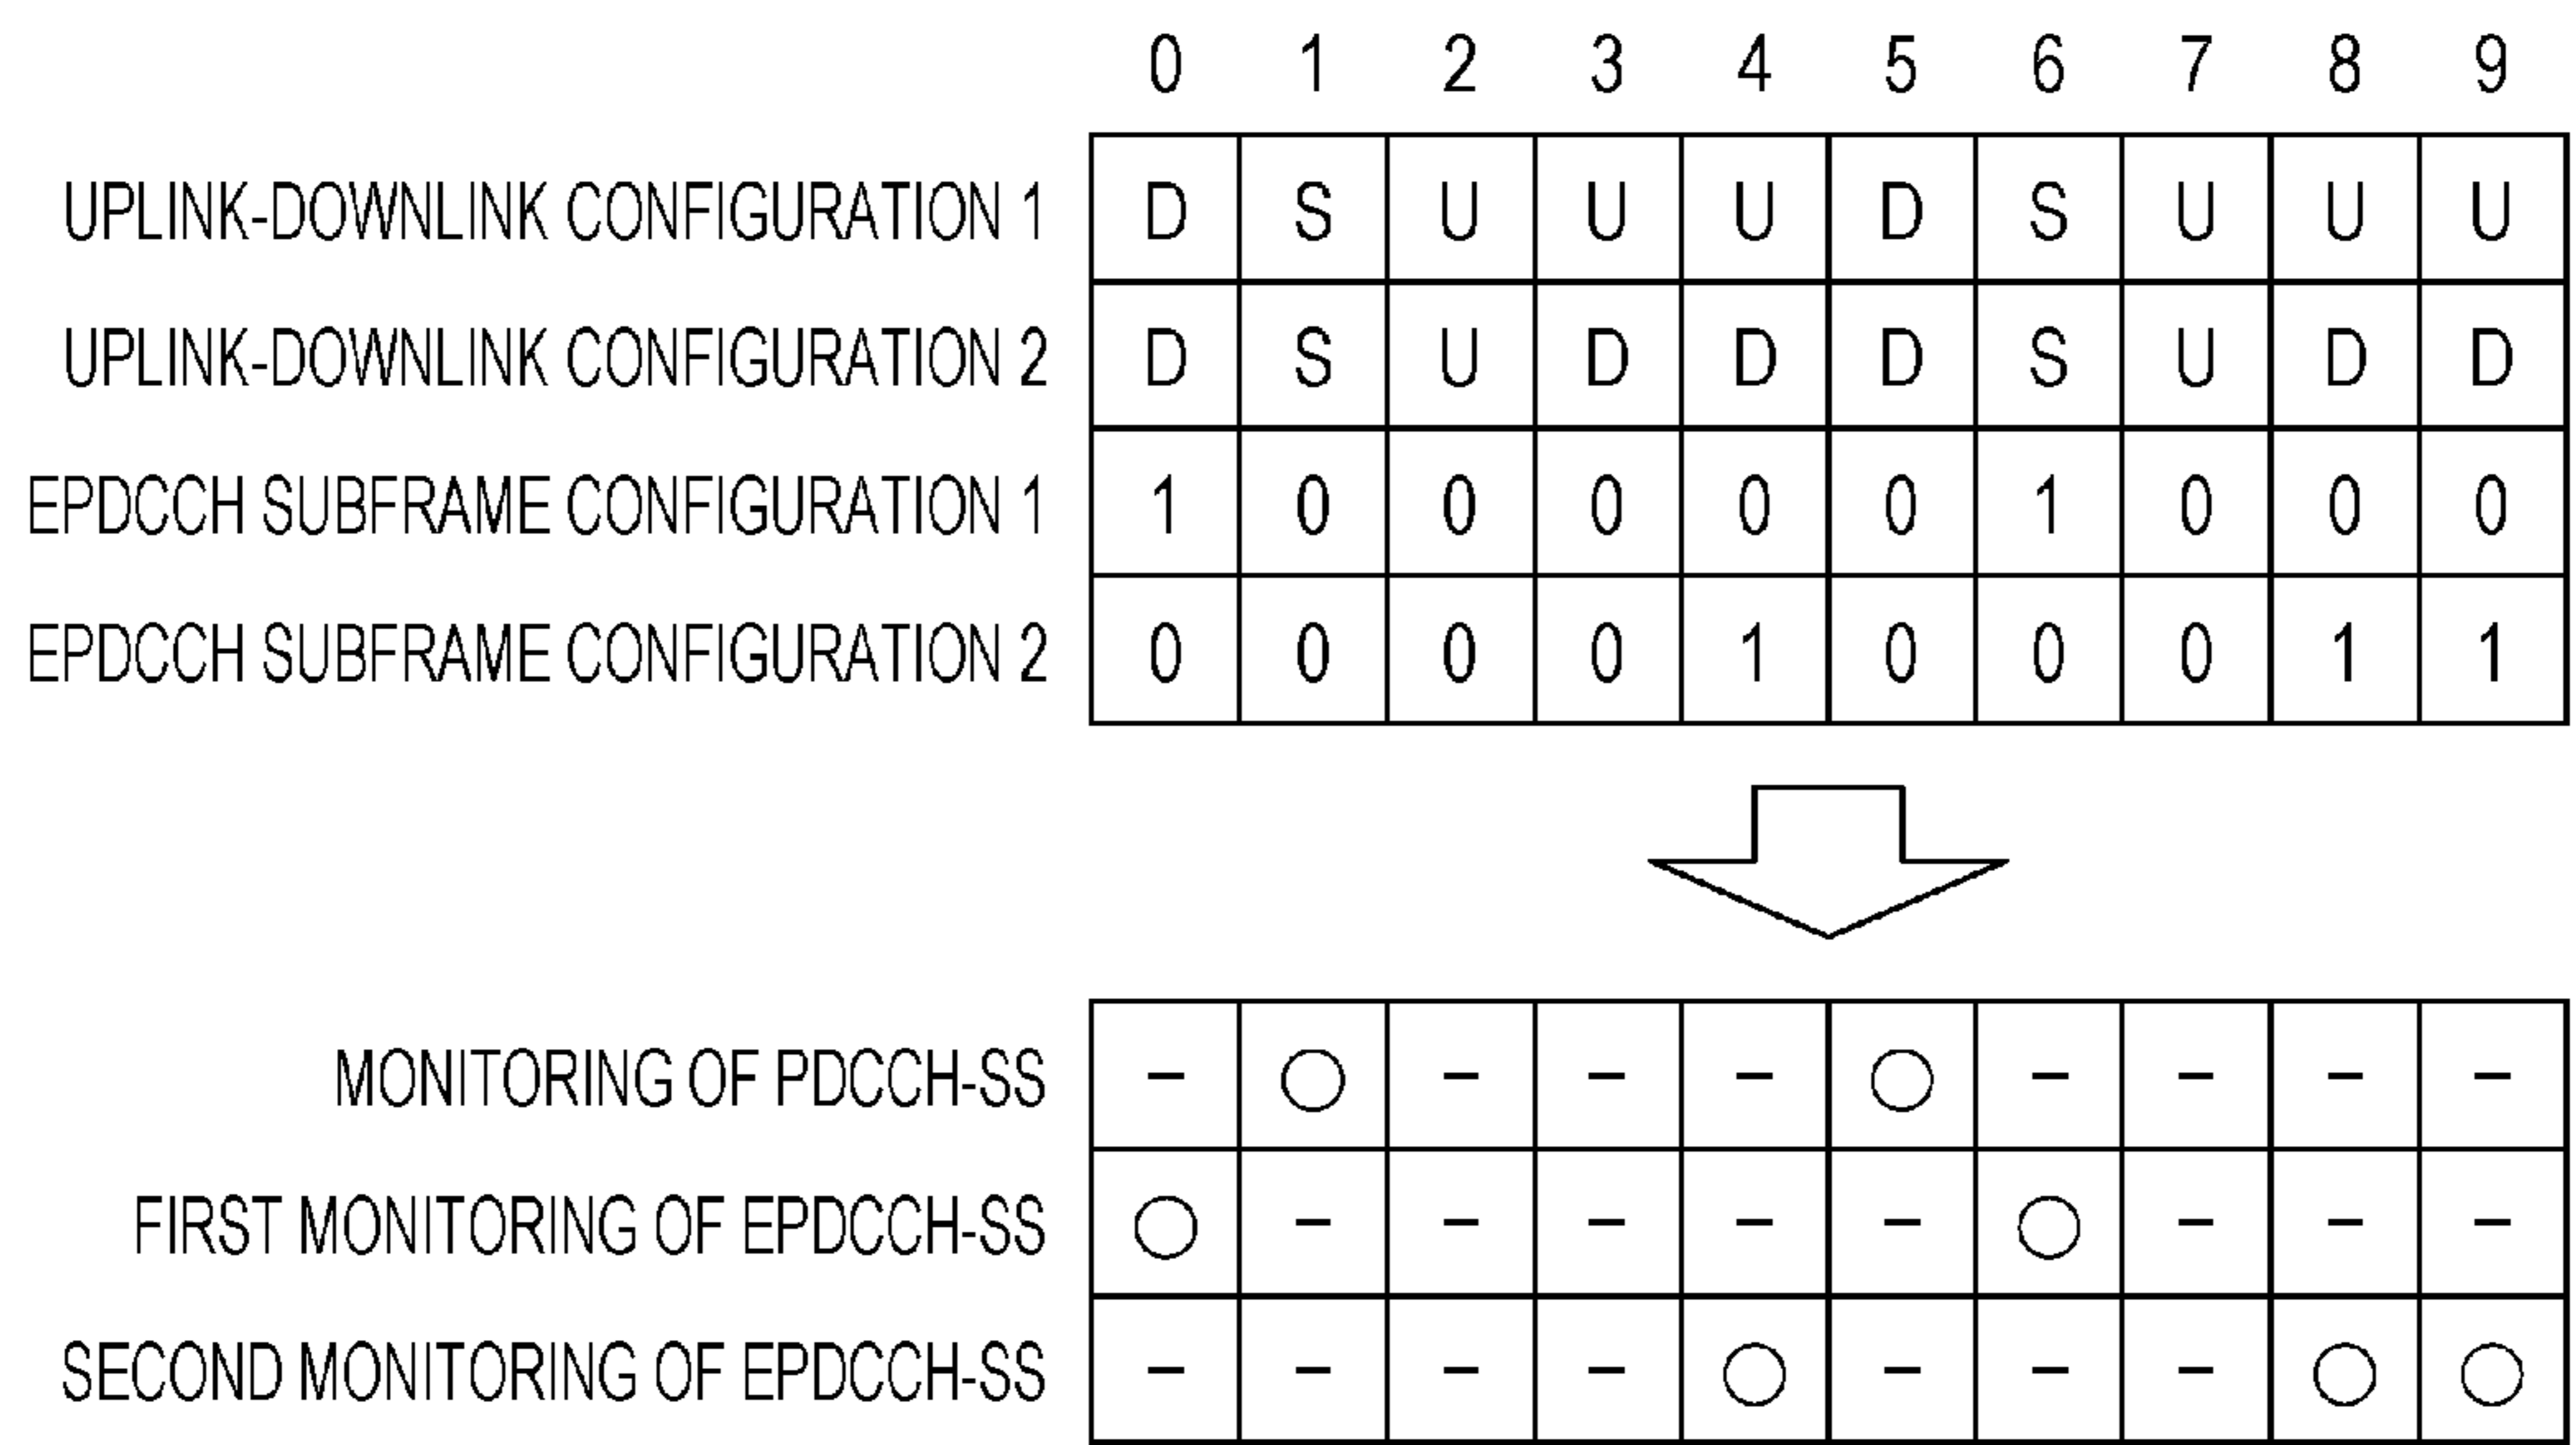 0 1 2 3 4 5 6 7 8 9
UPLINK-DOWNLINK CONFIGURATION 1 D S U U U D S U U U
UPLINK-DOWNLINK CONFIGURATION 2 D S U D D D S U D D
EPDCCH SUBFRAME CONFIGURATION 1 1 0 0 0 0 0 1 0 0 0
EPDCCH SUBFRAME CONFIGURATION 2 0 0 0 0 1 0 0 0 1 1
MONITORING OF PDCCH-SS – ○ – – – ○ – – – –
FIRST MONITORING OF EPDCCH-SS ○ – – – – – ○ – – –
SECOND MONITORING OF EPDCCH-SS – – – – ○ – – – ○ ○